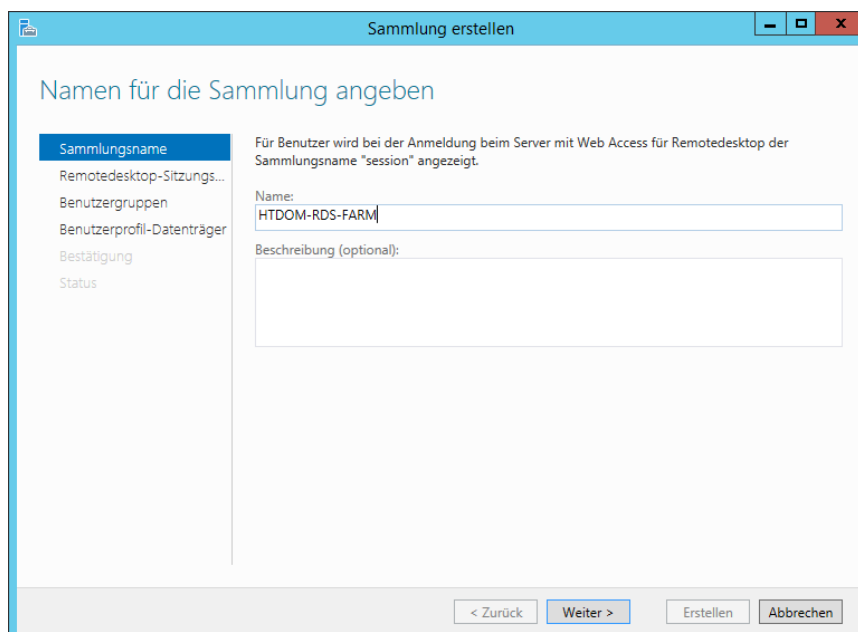 Sammlung erstellen
Namen für die Sammlung angeben
Sammlungsname
Remotedesktop-Sitzungs...
Benutzergruppen
Benutzerprofil-Datenträger
Bestätigung
Status
Für Benutzer wird bei der Anmeldung beim Server mit Web Access für Remotedesktop der
Sammlungsname "session" angezeigt.
Name:
HTDOM-RDS-FARM
Beschreibung (optional):
< Zurück
Weiter >
Erstellen
Abbrechen